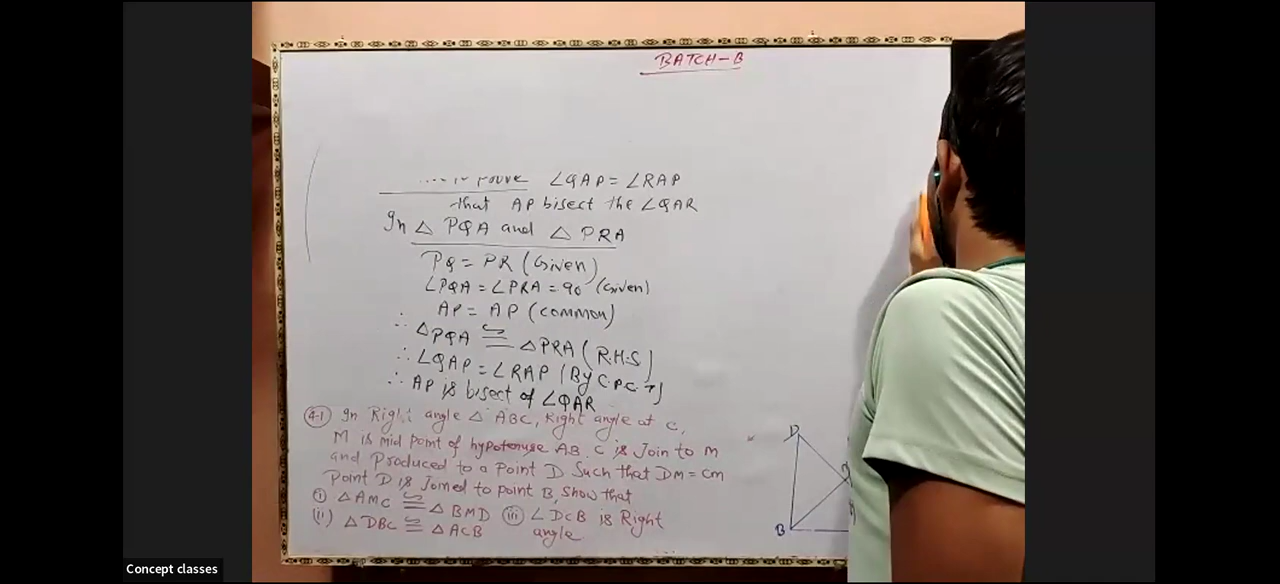 BATCH-B
∠QAP = ∠RAP
that AP bisect the ∠QAR
In △ PQA and △ PRA
PQ = PR (Given)
∠PQA = ∠PRA = 90° (Given)
AP = AP (common)
∴ △PQA ≅ △PRA (R.H.S)
∴ ∠QAP = ∠RAP (By C.P.C.T)
∴ AP is bisect of ∠QAR
4.1 In Right angle △ ABC, Right angle at C,
M is mid point of hypotenuse AB. C is Join to M
and Produced to a Point D Such that DM = CM
Point D is Joined to point B, Show that
(i) △AMC ≅ △BMD
(ii) △DBC ≅ △ACB (iii) ∠DCB is Right
angle
D
B
Concept classes